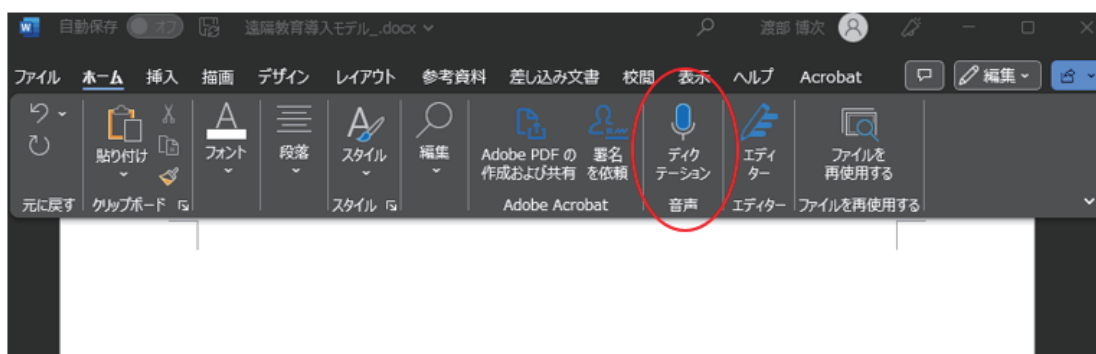 W 自動保存 オフ 遠隔教育導入モデル_.docx 渡部 博次
ファイル ホーム 挿入 描画 デザイン レイアウト 参考資料 差し込み文書 校閲 表示 ヘルプ Acrobat 編集
貼り付け フォント 段落 スタイル 編集 Adobe PDF の 署名 ディク エディ ファイルを
作成および共有 を依頼 テーション ター 再使用する
元に戻す クリップボード スタイル Adobe Acrobat 音声 エディター ファイルを再使用する